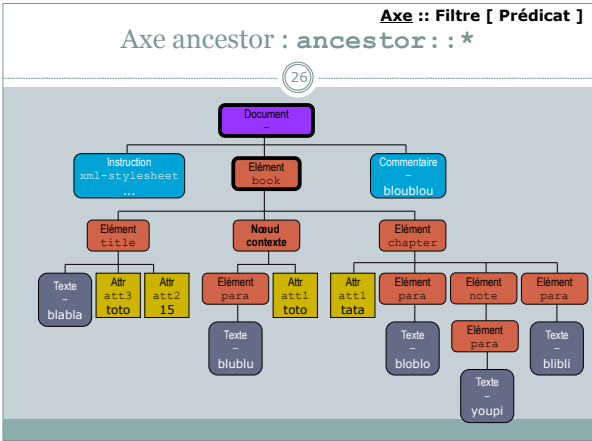 Axe :: Filtre [ Prédicat ]
Axe ancestor : ancestor::*
26
Document
–
Instruction
xml-stylesheet
...
Elément
book
Commentaire
–
bloublou
Elément
title
Nœud
contexte
Elément
chapter
Texte
–
blabla
Attr
att3
toto
Attr
att2
15
Elément
para
Attr
att1
toto
Attr
att1
tata
Elément
para
Elément
note
Elément
para
Texte
–
blublu
Texte
–
bloblo
Elément
para
Texte
–
blibli
Texte
–
youpi